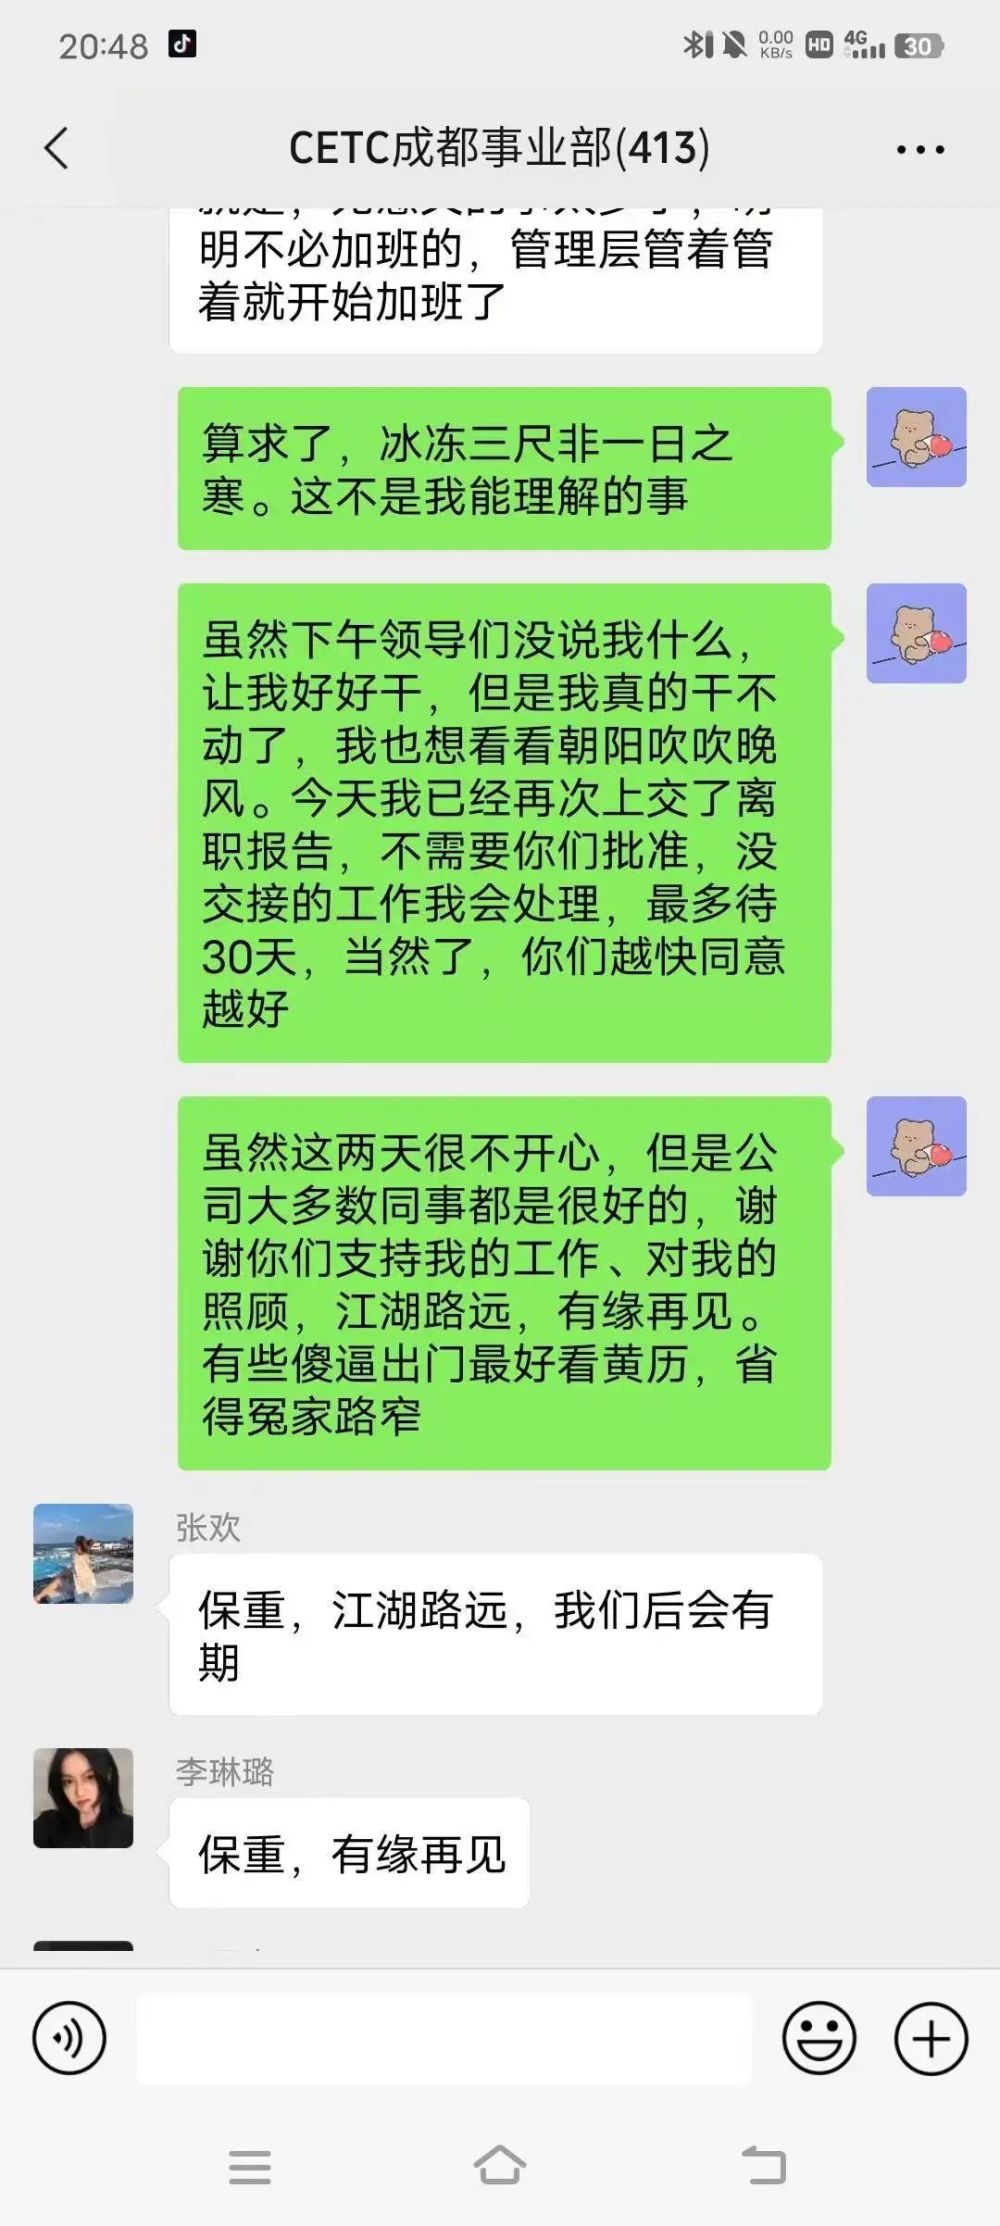 20:48
0.00
KB/s
HD
4G
30
CETC成都事业部(413)
明不必加班的，管理层管着管
着就开始加班了
算求了，冰冻三尺非一日之
寒。这不是我能理解的事
虽然下午领导们没说我什么，
让我好好干，但是我真的干不
动了，我也想看看朝阳吹吹晚
风。今天我已经再次上交了离
职报告，不需要你们批准，没
交接的工作我会处理，最多待
30天，当然了，你们越快同意
越好
虽然这两天很不开心，但是公
司大多数同事都是很好的，谢
谢你们支持我的工作、对我的
照顾，江湖路远，有缘再见。
有些傻逼出门最好看黄历，省
得冤家路窄
张欢
保重，江湖路远，我们后会有
期
李琳璐
保重，有缘再见